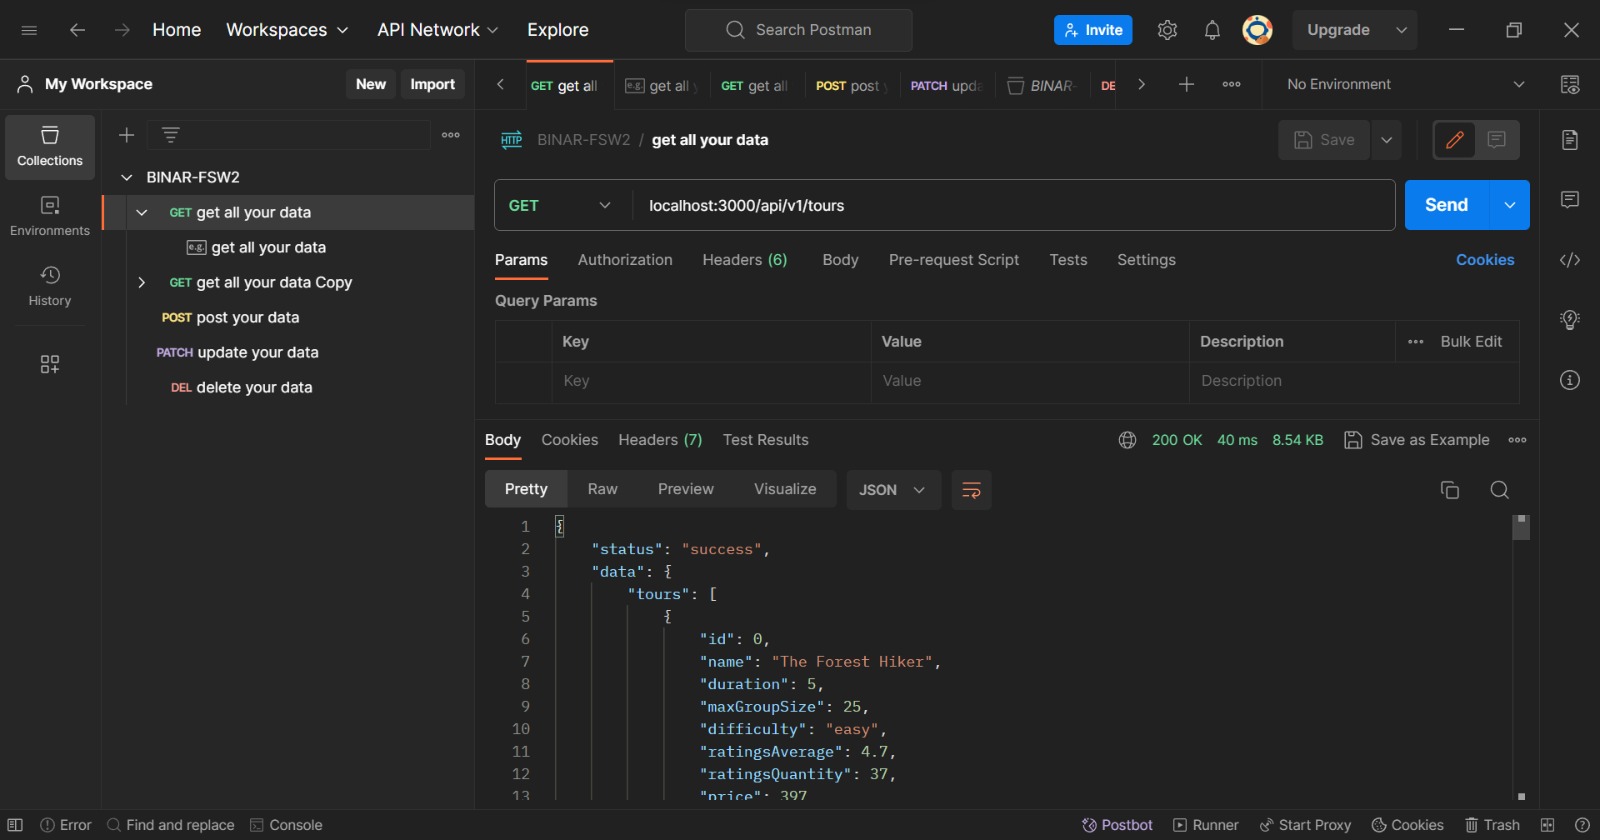 Home Workspaces API Network Explore Search Postman Invite Upgrade
My Workspace New Import GET get all e.g. get all GET get all POST post PATCH upda BINAR- DE No Environment
Collections
Environments
History
BINAR-FSW2
GET get all your data
e.g. get all your data
GET get all your data Copy
POST post your data
PATCH update your data
DEL delete your data
HTTP BINAR-FSW2 / get all your data Save
GET localhost:3000/api/v1/tours Send
Params Authorization Headers (6) Body Pre-request Script Tests Settings Cookies
Query Params
Key Value Description Bulk Edit
Key Value Description
Body Cookies Headers (7) Test Results 200 OK 40 ms 8.54 KB Save as Example
Pretty Raw Preview Visualize JSON
1 {
2 "status": "success",
3 "data": {
4 "tours": [
5 {
6 "id": 0,
7 "name": "The Forest Hiker",
8 "duration": 5,
9 "maxGroupSize": 25,
10 "difficulty": "easy",
11 "ratingsAverage": 4.7,
12 "ratingsQuantity": 37,
13 "price": 397
Error Find and replace Console Postbot Runner Start Proxy Cookies Trash